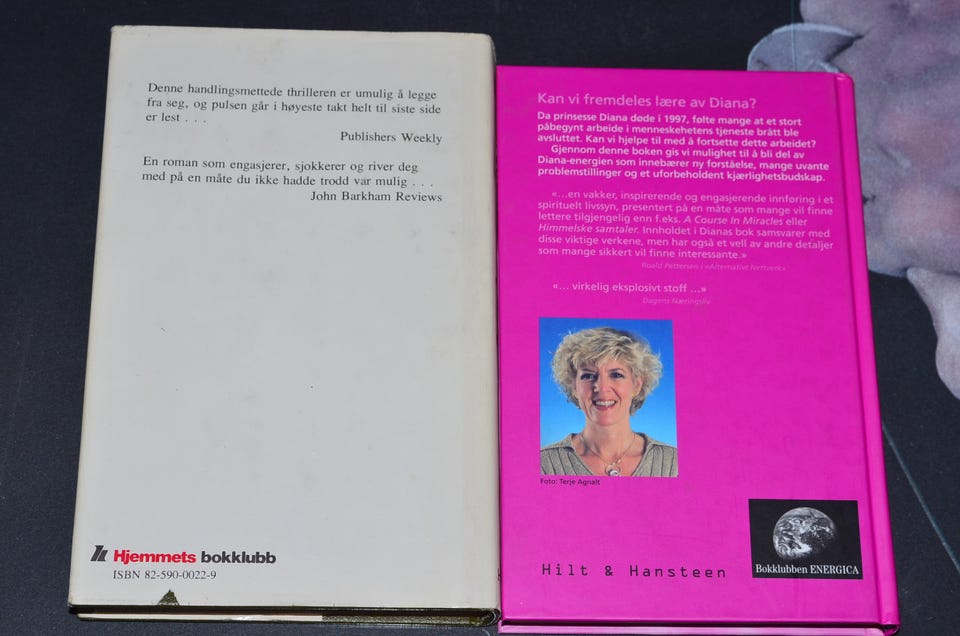 Denne handlingsmettede thrilleren er umulig å legge
fra seg, og pulsen går i høyeste takt helt til siste side
er lest . . .
Publishers Weekly
En roman som engasjerer, sjokkerer og river deg
med på en måte du ikke hadde trodd var mulig . . .
John Barkham Reviews
Hjemmets bokklubb
ISBN 82-590-0022-9
Kan vi fremdeles lære av Diana?
Da prinsesse Diana døde i 1997, følte mange at et stort
påbegynt arbeide i menneskehetens tjeneste brått ble
avsluttet. Kan vi hjelpe til med å fortsette dette arbeidet?
Gjennom denne boken gis vi mulighet til å bli del av
Diana-energien som innebærer ny forståelse, mange uvante
problemstillinger og et uforbeholdent kjærlighetsbudskap.
«...en vakker, inspirerende og engasjerende innføring i et
spirituelt livssyn, presentert på en måte som mange vil finne
lettere tilgjengelig enn f.eks. A Course In Miracles eller
Himmelske samtaler. Innholdet i Dianas bok samsvarer med
disse viktige verkene, men har også et vell av andre detaljer
som mange sikkert vil finne interessante.»
Roald Pettersen i «Alternativt Nettverk»
«... virkelig eksplosivt stoff ...»
Dagens Næringsliv
Foto: Terje Agnalt
Hilt & Hansteen
Bokklubben ENERGICA